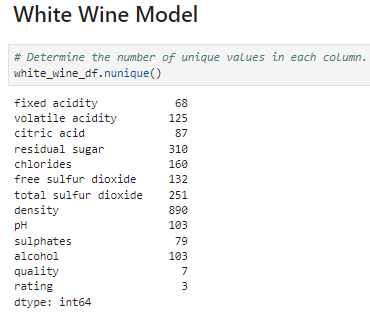 White Wine Model
# Determine the number of unique values in each column.
white_wine_df.nunique()
fixed acidity 68
volatile acidity 125
citric acid 87
residual sugar 310
chlorides 160
free sulfur dioxide 132
total sulfur dioxide 251
density 890
pH 103
sulphates 79
alcohol 103
quality 7
rating 3
dtype: int64